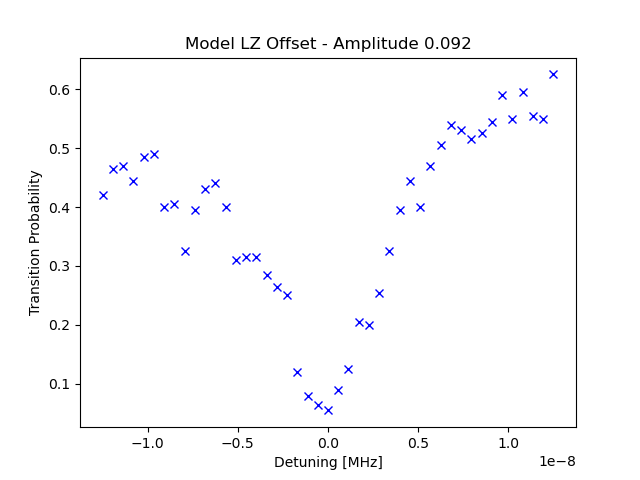 Model LZ Offset - Amplitude 0.092
Transition Probability
0.6
0.5
0.4
0.3
0.2
0.1
−1.0 −0.5 0.0 0.5 1.0
1e−8
Detuning [MHz]